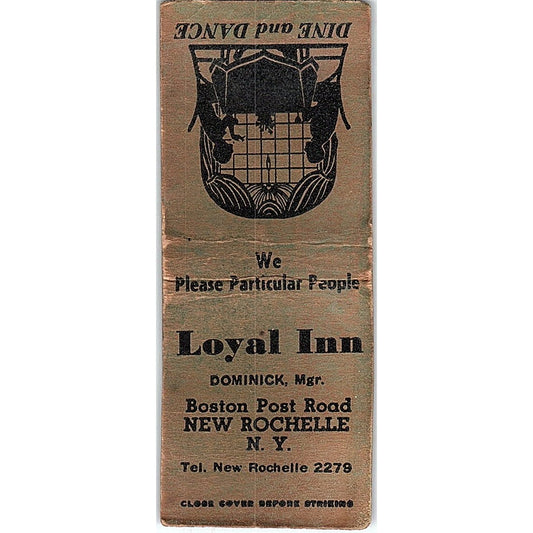 DINE and DANCE
We
Please Particular People
Loyal Inn
DOMINICK, Mgr.
Boston Post Road
NEW ROCHELLE
N. Y.
Tel. New Rochelle 2279
CLOSE COVER BEFORE STRIKING